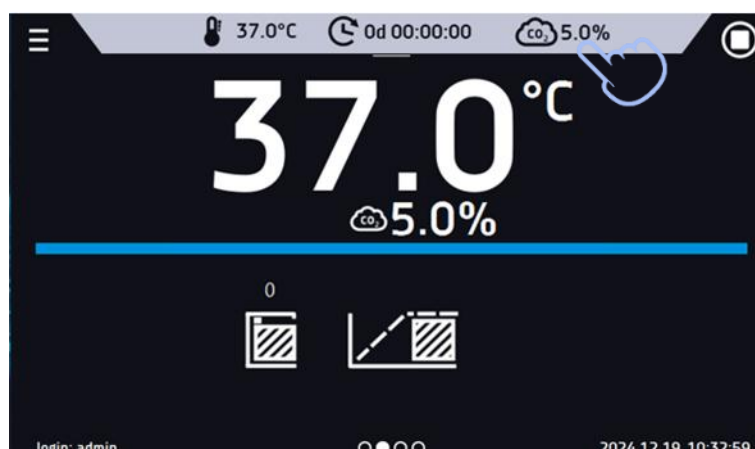 37.0°C 0d 00:00:00 CO₂ 5.0%
37.0 °C
CO₂ 5.0%
0
login: admin 2024.12.19 10:32:59